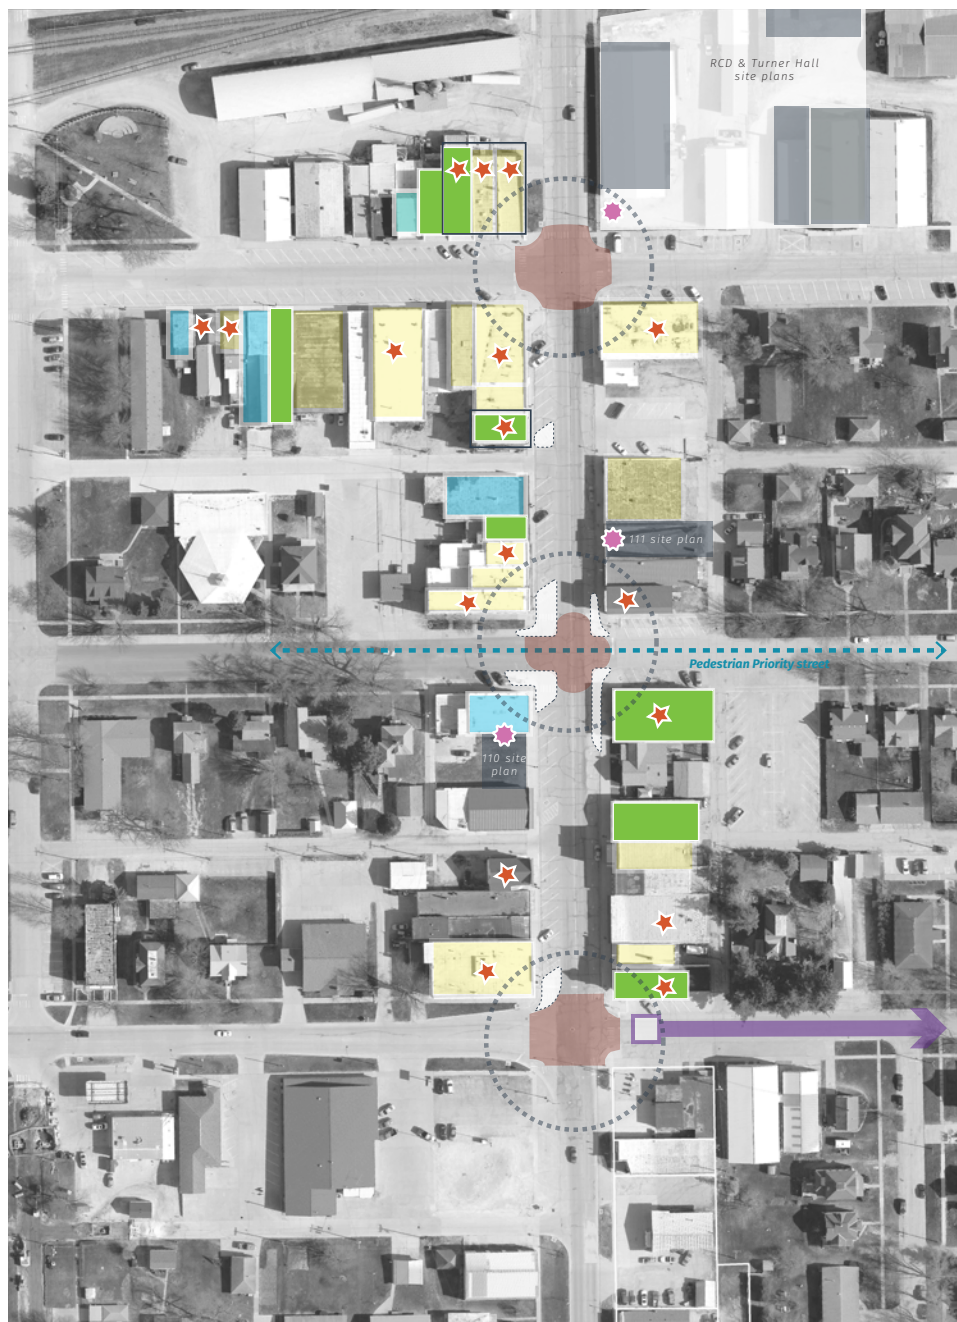 RCD & Turner Hall
site plans
111 site plan
Pedestrian Priority street
110 site
plan